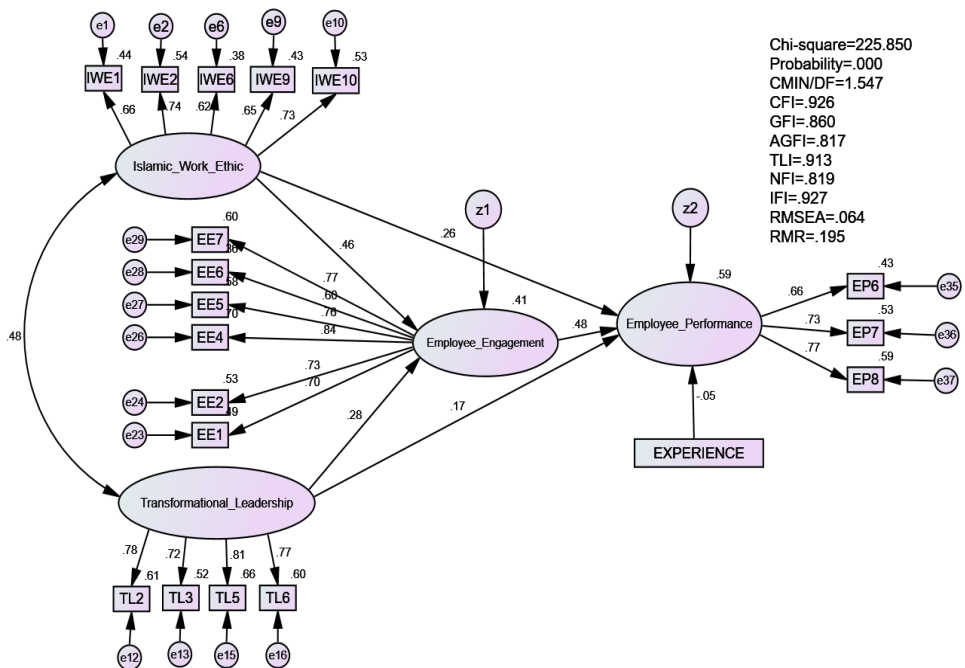 e1 e2 e6 e9 e10
.44 .54 .38 .43 .53
IWE1 IWE2 IWE6 IWE9 IWE10
.66 .74 .62 .65 .73
Islamic_Work_Ethic
Chi-square=225.850
Probability=.000
CMIN/DF=1.547
CFI=.926
GFI=.860
AGFI=.817
TLI=.913
NFI=.819
IFI=.927
RMSEA=.064
RMR=.195
z1
z2
.60
e29 EE7
.36
e28 EE6
.58
e27 EE5
.70
e26 EE4
.53
e24 EE2
.49
e23 EE1
.77
.60
.76
.84
.73
.70
.46
.26
.48
.41
Employee_Engagement
.48
.28
.17
.59
Employee_Performance
-.05
EXPERIENCE
.66 .43
EP6 e35
.73 .53
EP7 e36
.77 .59
EP8 e37
Transformational_Leadership
.78 .72 .81 .77
.61 .52 .66 .60
TL2 TL3 TL5 TL6
e12 e13 e15 e16